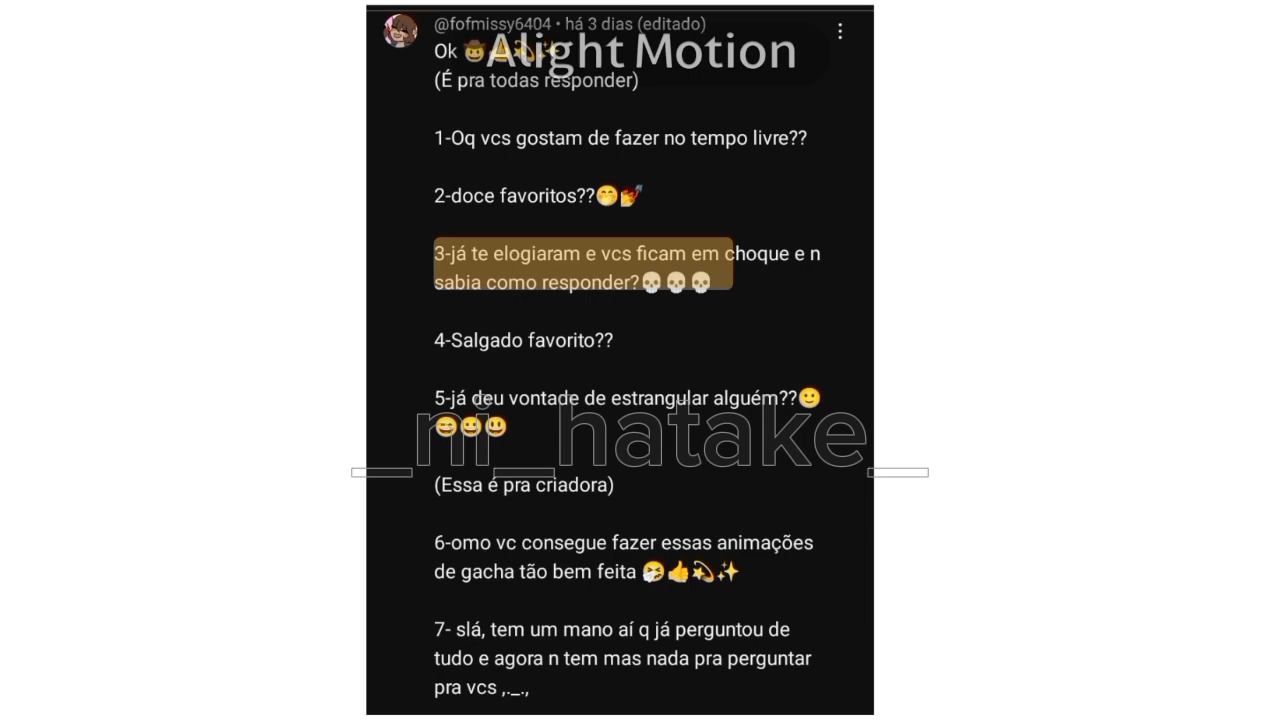 @fofmissy6404 • há 3 dias (editado)
Ok 🤠👍💫✨
Alight Motion
(É pra todas responder)
1-Oq vcs gostam de fazer no tempo livre??
2-doce favoritos??😁💅
3-já te elogiaram e vcs ficam em choque e n
sabia como responder?💀💀💀
4-Salgado favorito??
5-já deu vontade de estrangular alguém??🙂
😄😀😃
_ni_hatake_
(Essa é pra criadora)
6-omo vc consegue fazer essas animações
de gacha tão bem feita 🤧👍💫✨
7- slá, tem um mano aí q já perguntou de
tudo e agora n tem mas nada pra perguntar
pra vcs ,._.,